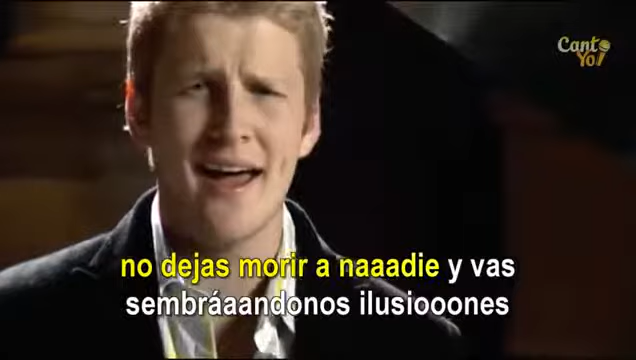 Canto
Yo!
no dejas morir a naaadie y vas
sembráaandonos ilusiooones